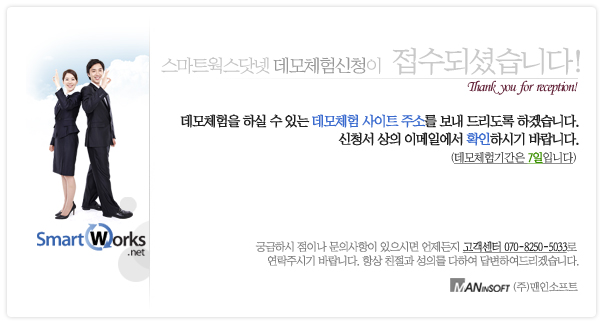 스마트웍스닷넷 데모체험신청이 접수되셨습니다!
Thank you for reception!
데모체험을 하실 수 있는 데모체험 사이트 주소를 보내 드리도록 하겠습니다.
신청서 상의 이메일에서 확인하시기 바랍니다.
(데모체험기간은 7일입니다)
Smart Works
.net
궁금하시 점이나 문의사항이 있으시면 언제든지 고객센터 070-8250-5033로
연락주시기 바랍니다. 항상 친절과 성의를 다하여 답변하여드리겠습니다.
MANINSOFT (주)맨인소프트